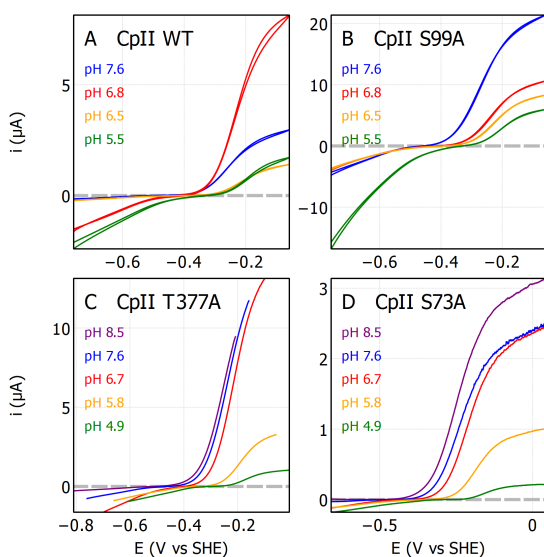 A CpII WT
pH 7.6
pH 6.8
pH 6.5
pH 5.5
5
0
−0.6 −0.4 −0.2
i (μA)
B CpII S99A
pH 7.6
pH 6.8
pH 6.5
pH 5.5
20
10
0
−10
−0.6 −0.4 −0.2
C CpII T377A
pH 8.5
pH 7.6
pH 6.7
pH 5.8
pH 4.9
10
5
0
−0.8 −0.6 −0.4 −0.2
i (μA)
E (V vs SHE)
D CpII S73A
pH 8.5
pH 7.6
pH 6.7
pH 5.8
pH 4.9
3
2
1
0
−0.5 0
E (V vs SHE)